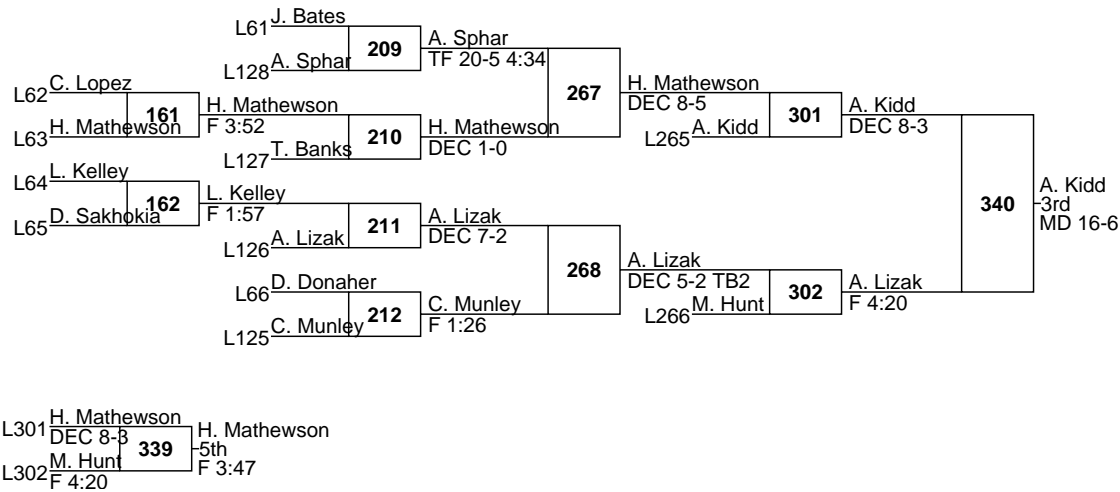 J. Bates
L61
209
A. Sphar
TF 20-5 4:34
L128
A. Sphar
267
H. Mathewson
DEC 8-5
C. Lopez
L62
161
H. Mathewson
F 3:52
L63
H. Mathewson
210
H. Mathewson
DEC 1-0
L127
T. Banks
301
A. Kidd
DEC 8-3
L265
A. Kidd
L64
L. Kelley
162
L. Kelley
F 1:57
L65
D. Sakhokia
211
A. Lizak
DEC 7-2
L126
A. Lizak
340
A. Kidd
3rd
MD 16-6
268
A. Lizak
DEC 5-2 TB2
L66
D. Donaher
212
C. Munley
F 1:26
L125
C. Munley
302
A. Lizak
F 4:20
L266
M. Hunt
L301
H. Mathewson
DEC 8-3
339
H. Mathewson
5th
F 3:47
L302
M. Hunt
F 4:20